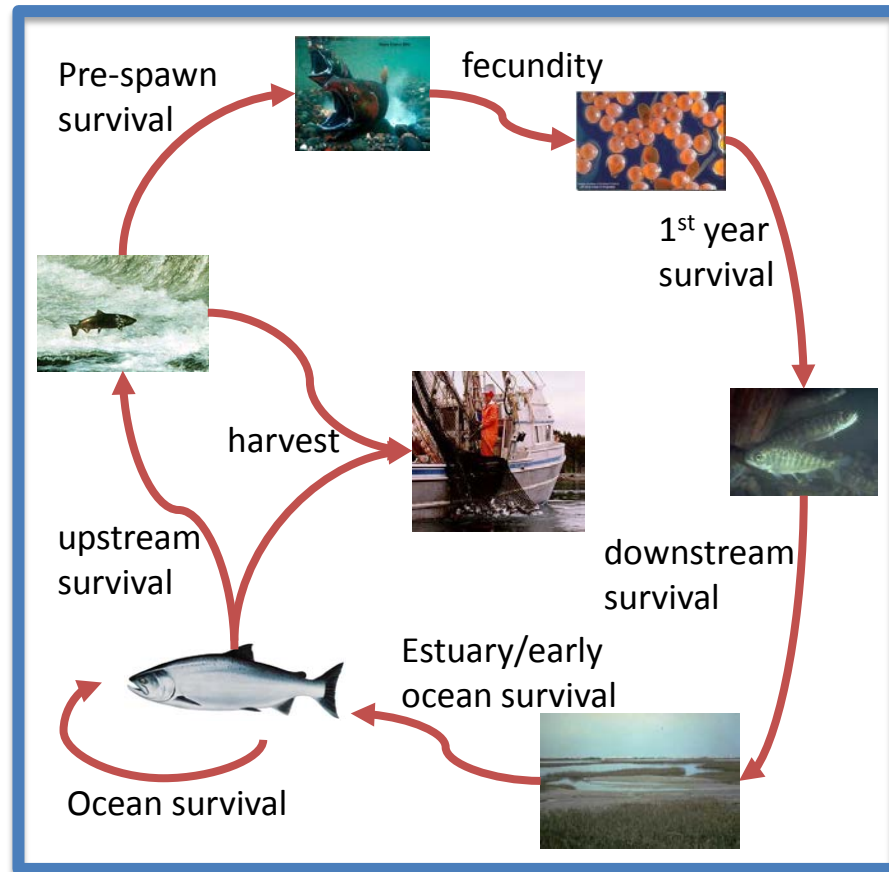 Pre-spawn
survival
fecundity
1st year
survival
harvest
upstream
survival
downstream
survival
Estuary/early
ocean survival
Ocean survival